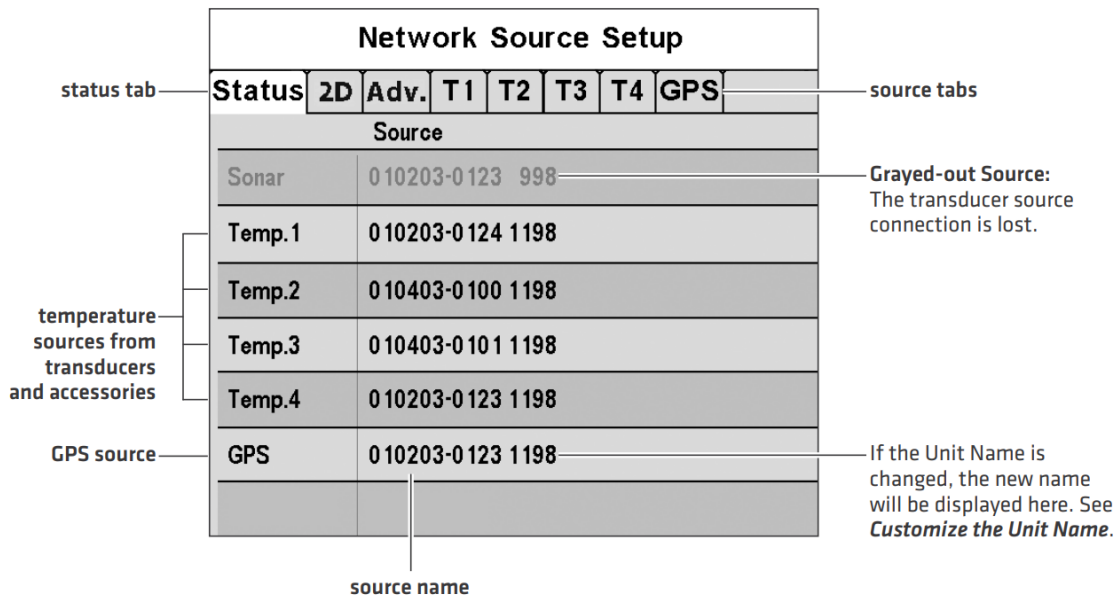 Network Source Setup
status tab
Status 2D Adv. T1 T2 T3 T4 GPS
source tabs
Source
Sonar 010203-0123 998
Grayed-out Source:
The transducer source
connection is lost.
Temp.1 010203-0124 1198
Temp.2 010403-0100 1198
temperature
sources from
transducers
and accessories
Temp.3 010403-0101 1198
Temp.4 010203-0123 1198
GPS source
GPS 010203-0123 1198
If the Unit Name is
changed, the new name
will be displayed here. See
Customize the Unit Name.
source name